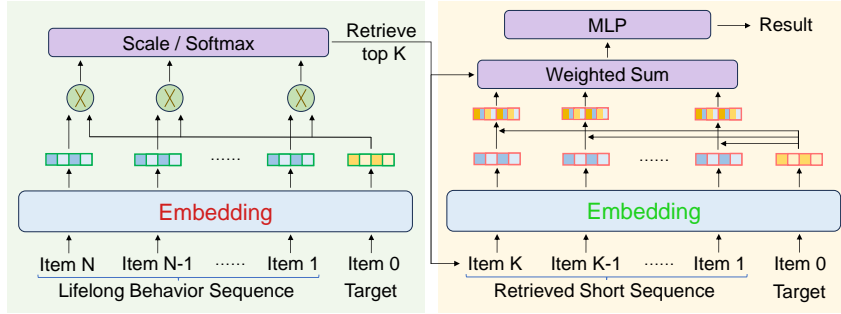 Scale / Softmax
Retrieve
top K
Embedding
Item N
Item N-1
......
Item 1
Item 0
Lifelong Behavior Sequence
Target
MLP
Result
Weighted Sum
......
Embedding
Item K
Item K-1
......
Item 1
Item 0
Retrieved Short Sequence
Target